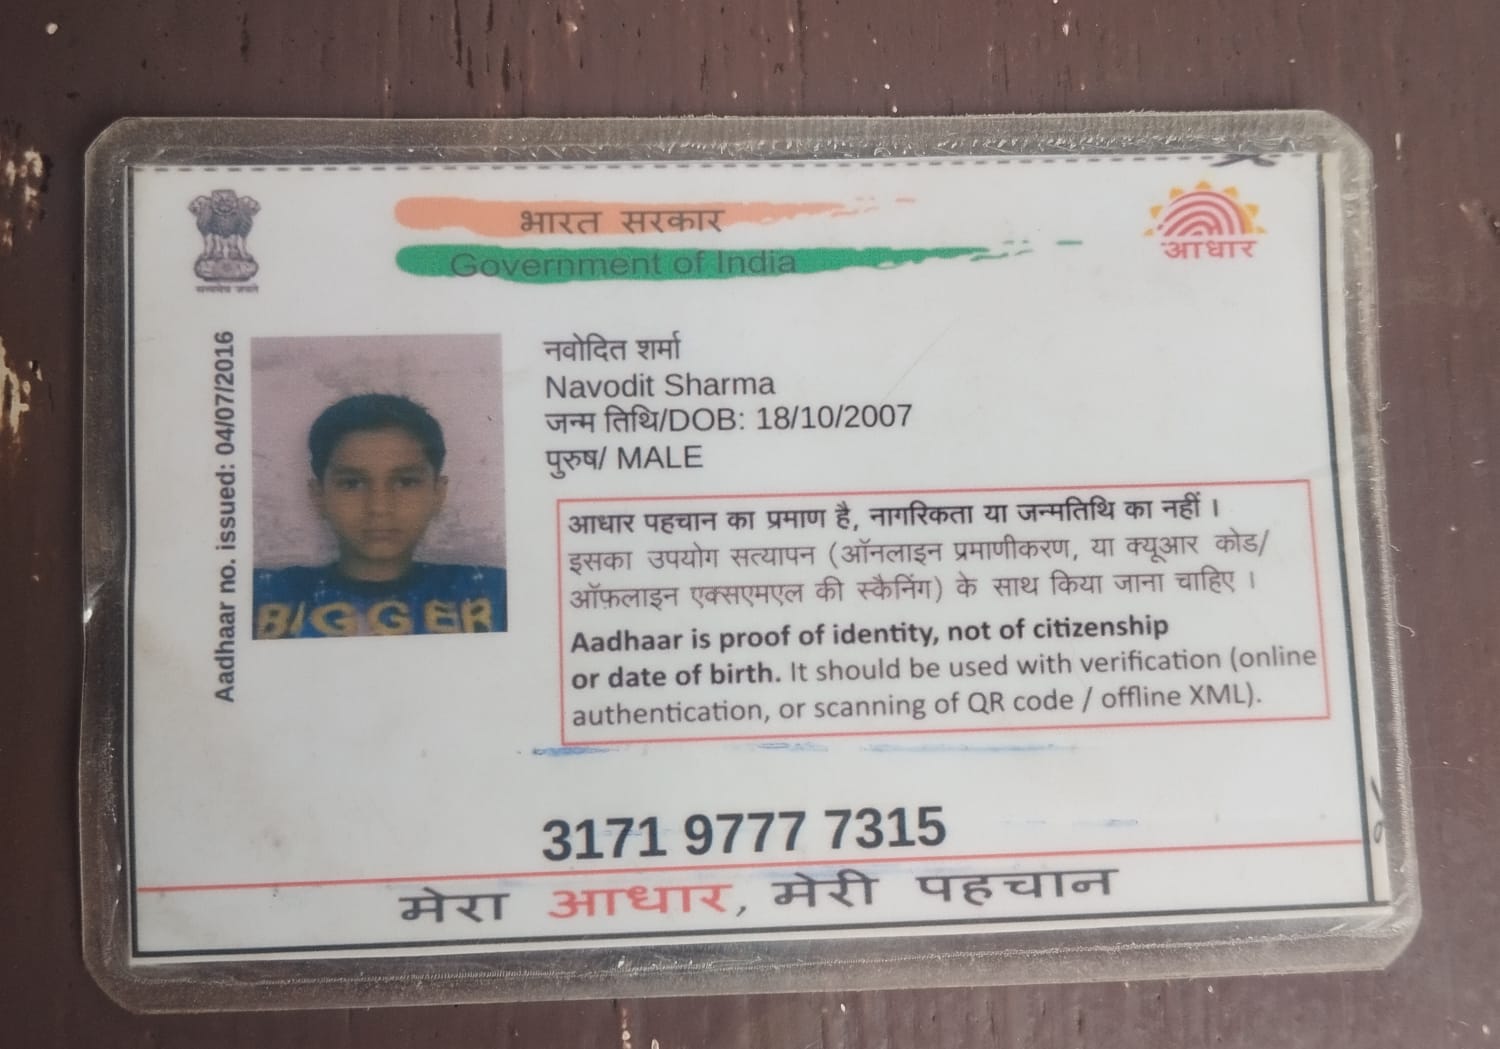 भारत सरकार
Government of India
सत्यमेव जयते
आधार
Aadhaar no. issued: 04/07/2016
नवोदित शर्मा
Navodit Sharma
जन्म तिथि/DOB: 18/10/2007
पुरुष/ MALE
BIGGER
आधार पहचान का प्रमाण है, नागरिकता या जन्मतिथि का नहीं ।
इसका उपयोग सत्यापन (ऑनलाइन प्रमाणीकरण, या क्यूआर कोड/
ऑफ़लाइन एक्सएमएल की स्कैनिंग) के साथ किया जाना चाहिए ।
Aadhaar is proof of identity, not of citizenship
or date of birth. It should be used with verification (online
authentication, or scanning of QR code / offline XML).
3171 9777 7315
मेरा आधार, मेरी पहचान